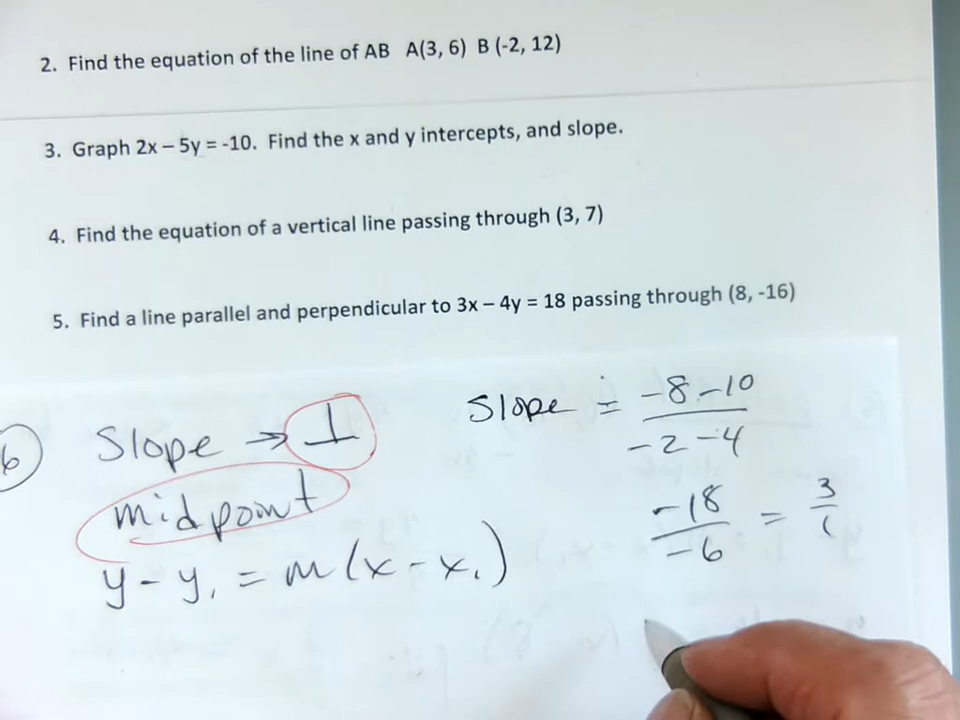 2. Find the equation of the line of AB A(3, 6) B (-2, 12)
3. Graph 2x – 5y = -10. Find the x and y intercepts, and slope.
4. Find the equation of a vertical line passing through (3, 7)
5. Find a line parallel and perpendicular to 3x – 4y = 18 passing through (8, -16)
6 Slope → ⊥
midpoint
y - y₁ = m(x - x₁)
Slope = -8-10 / -2-4
-18 / -6 = 3 / 1